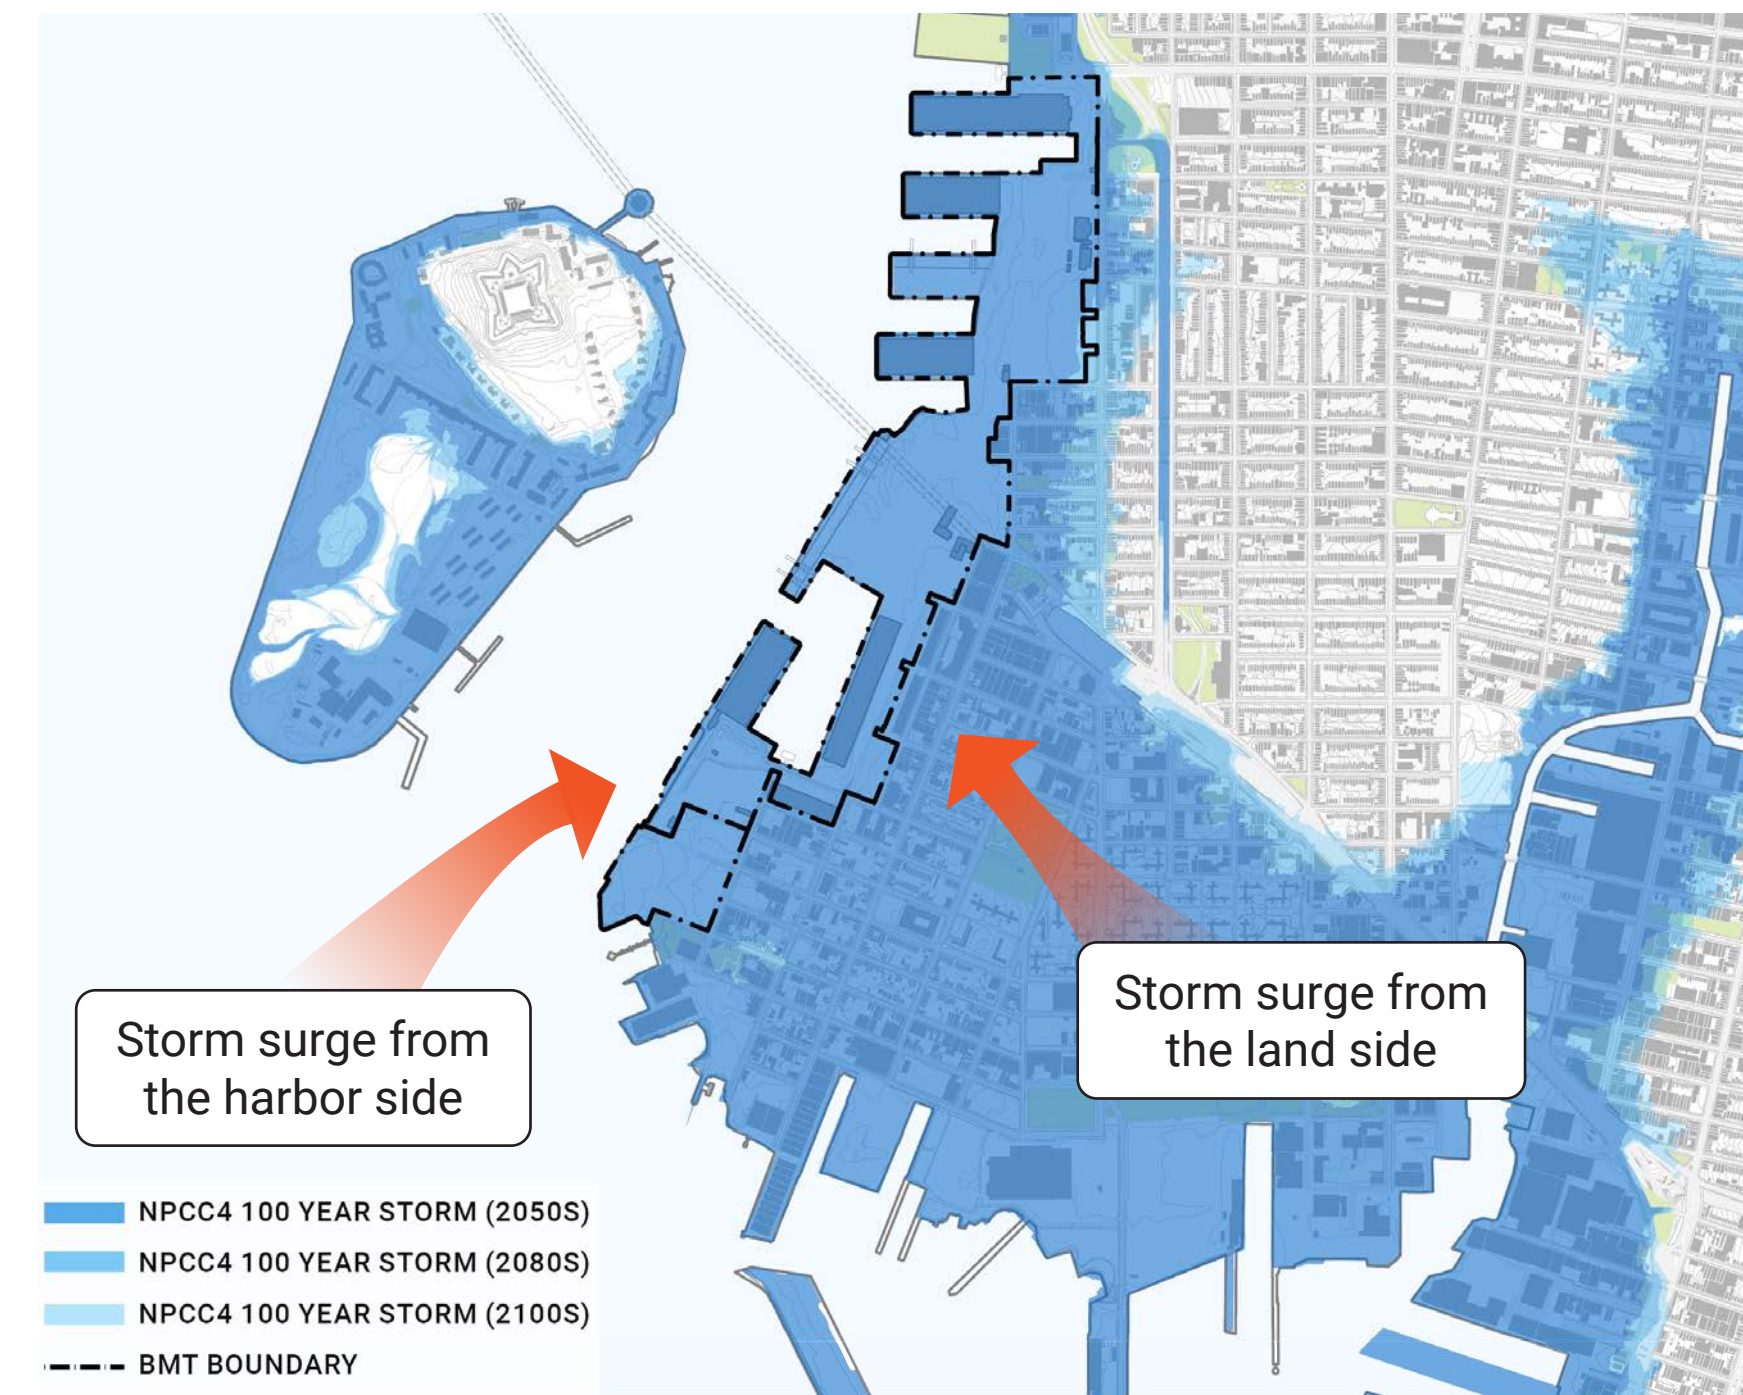 Storm surge from
the harbor side
Storm surge from
the land side
NPCC4 100 YEAR STORM (2050S)
NPCC4 100 YEAR STORM (2080S)
NPCC4 100 YEAR STORM (2100S)
BMT BOUNDARY